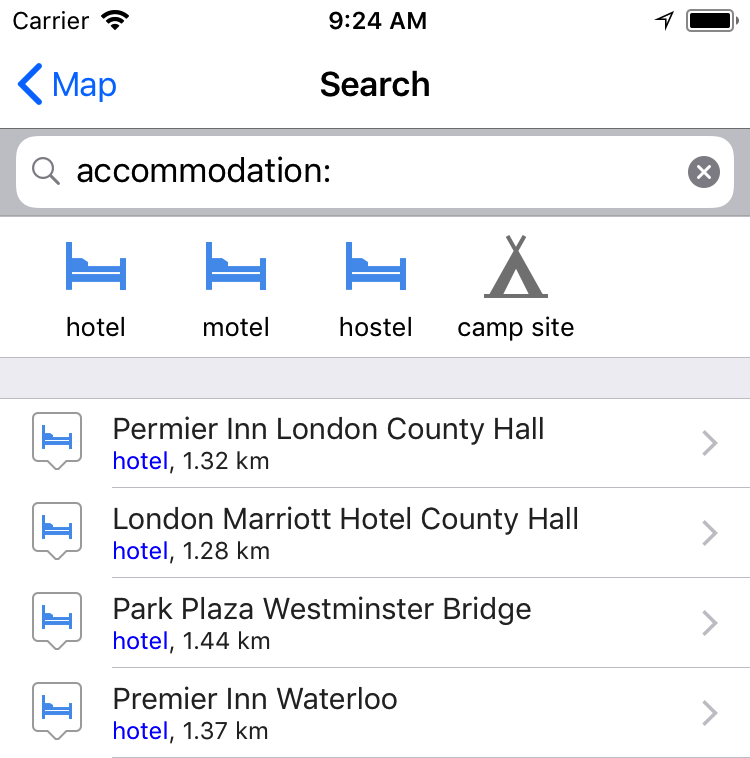 Carrier 9:24 AM
Map Search
accommodation:
hotel motel hostel camp site
Permier Inn London County Hall
hotel, 1.32 km
London Marriott Hotel County Hall
hotel, 1.28 km
Park Plaza Westminster Bridge
hotel, 1.44 km
Premier Inn Waterloo
hotel, 1.37 km